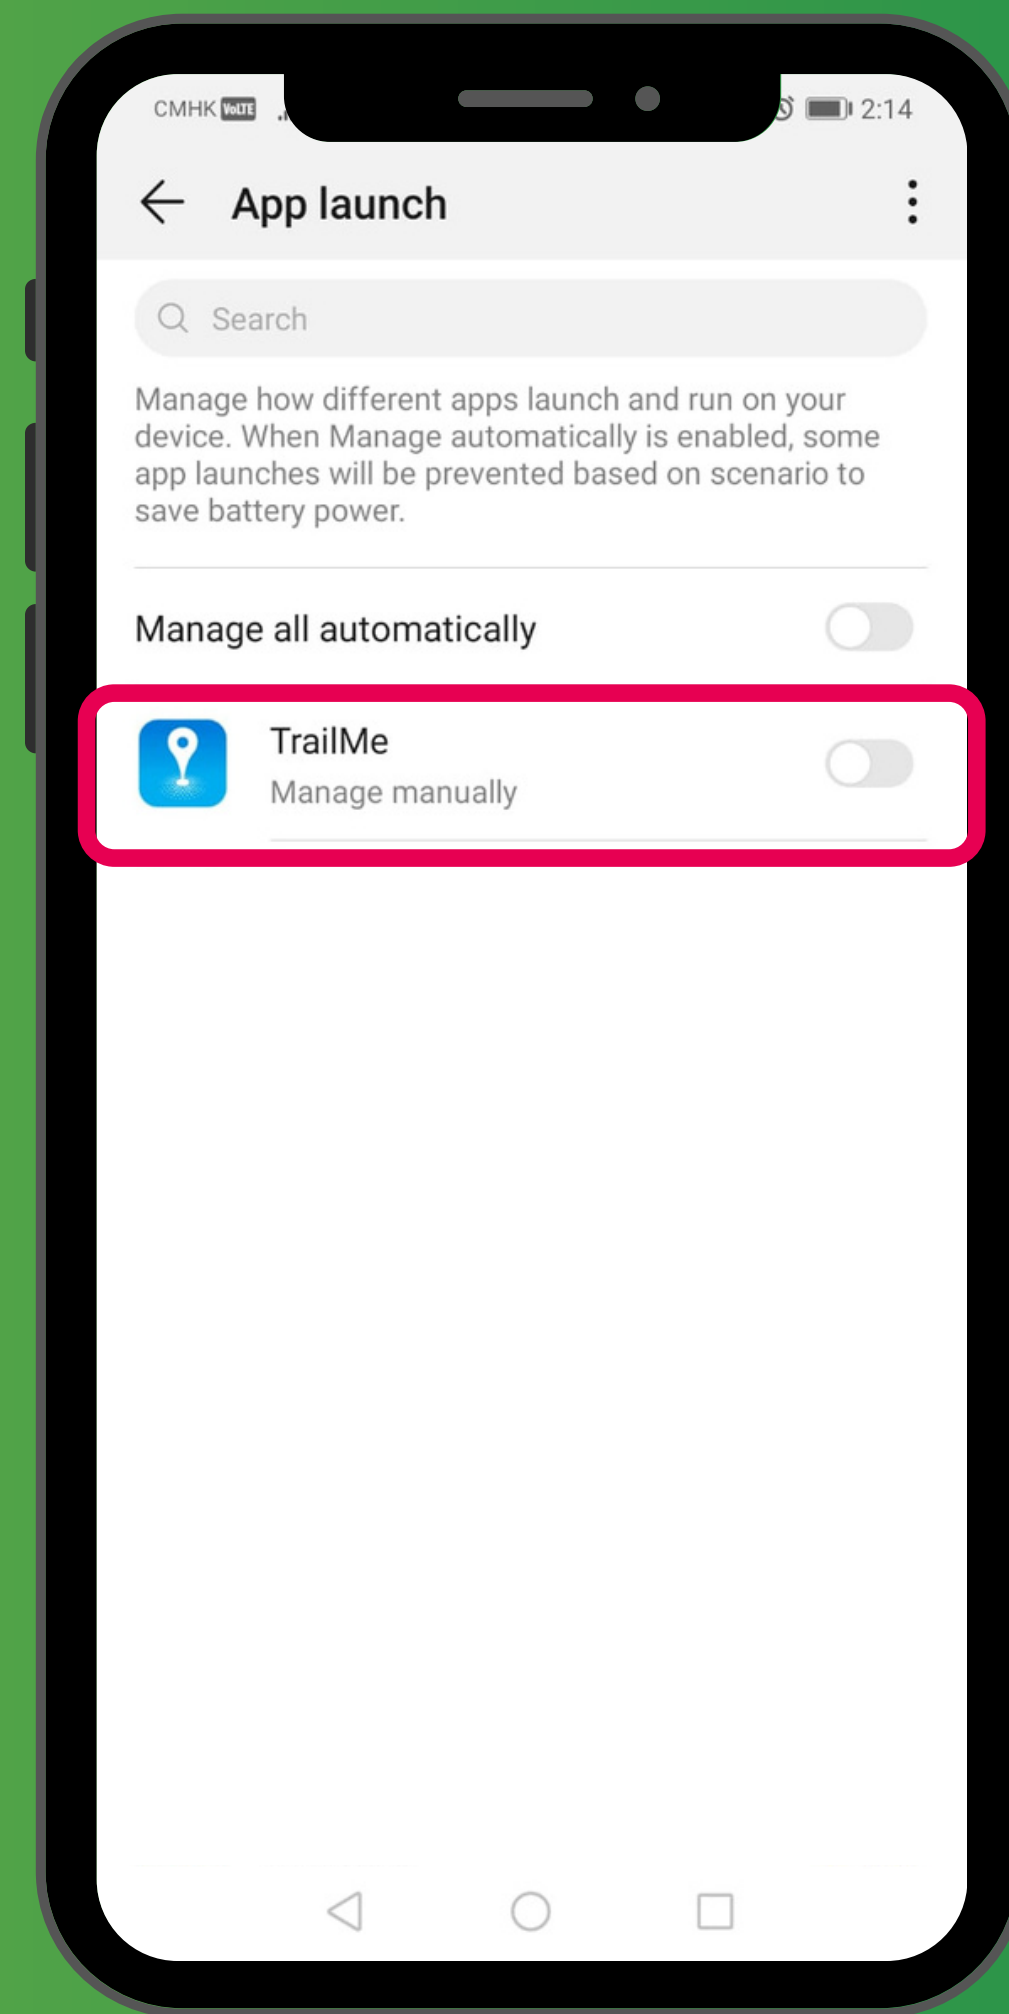 CMHK VoLTE 2:14
App launch
Search
Manage how different apps launch and run on your
device. When Manage automatically is enabled, some
app launches will be prevented based on scenario to
save battery power.
Manage all automatically
TrailMe
Manage manually